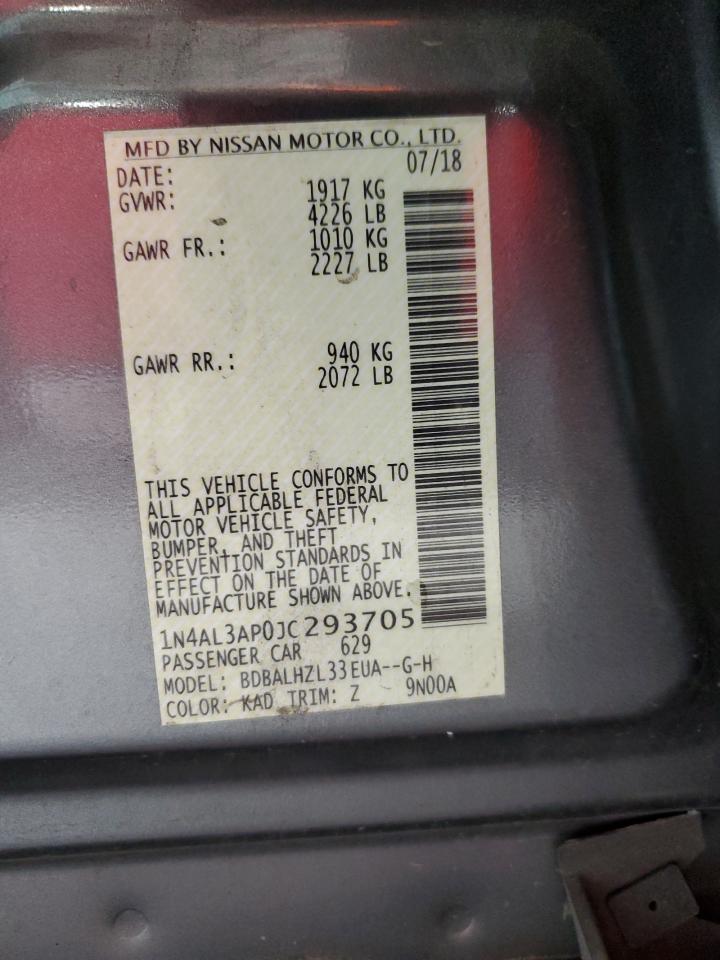 MFD BY NISSAN MOTOR CO., LTD.
DATE: 07/18
GVWR: 1917 KG
4226 LB
GAWR FR.: 1010 KG
2227 LB
GAWR RR.: 940 KG
2072 LB
THIS VEHICLE CONFORMS TO
ALL APPLICABLE FEDERAL
MOTOR VEHICLE SAFETY,
BUMPER, AND THEFT
PREVENTION STANDARDS IN
EFFECT ON THE DATE OF
MANUFACTURE SHOWN ABOVE.
1N4AL3AP0JC293705
PASSENGER CAR 629
MODEL: BDBALHZL33EUA--G-H
COLOR: KAD TRIM: Z 9N00A